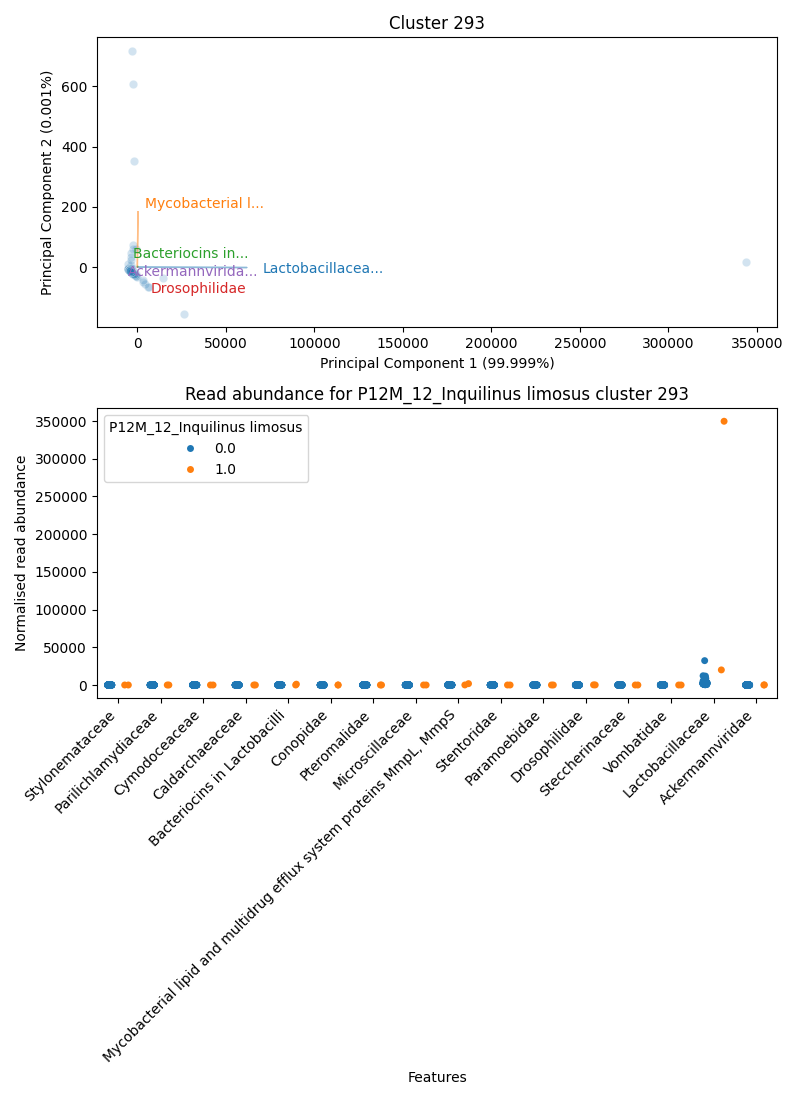 Cluster 293
Principal Component 2 (0.001%)
600
400
200
0
Mycobacterial l...
Bacteriocins in...
Ackermannvirida...
Lactobacillacea...
Drosophilidae
0
50000
100000
150000
200000
250000
300000
350000
Principal Component 1 (99.999%)
Read abundance for P12M_12_Inquilinus limosus cluster 293
Normalised read abundance
350000
300000
250000
200000
150000
100000
50000
0
P12M_12_Inquilinus limosus
0.0
1.0
Stylonemataceae
Parilichlamydiaceae
Cymodoceaceae
Caldarchaeaceae
Bacteriocins in Lactobacilli
Conopidae
Pteromalidae
Microscillaceae
Mycobacterial lipid and multidrug efflux system proteins MmpL, MmpS
Stentoridae
Paramoebidae
Drosophilidae
Steccherinaceae
Vombatidae
Lactobacillaceae
Ackermannviridae
Features